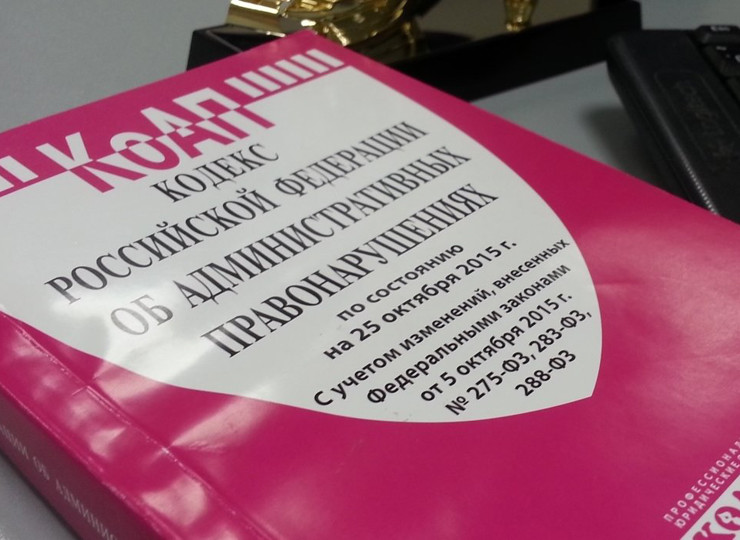 КоАП
КОДЕКС
РОССИЙСКОЙ ФЕДЕРАЦИИ
ОБ АДМИНИСТРАТИВНЫХ
ПРАВОНАРУШЕНИЯХ
по состоянию
на 25 октября 2015 г.
С учетом изменений, внесенных
Федеральными законами
от 5 октября 2015 г.
№ 275-ФЗ, 283-ФЗ,
288-ФЗ
ОБ